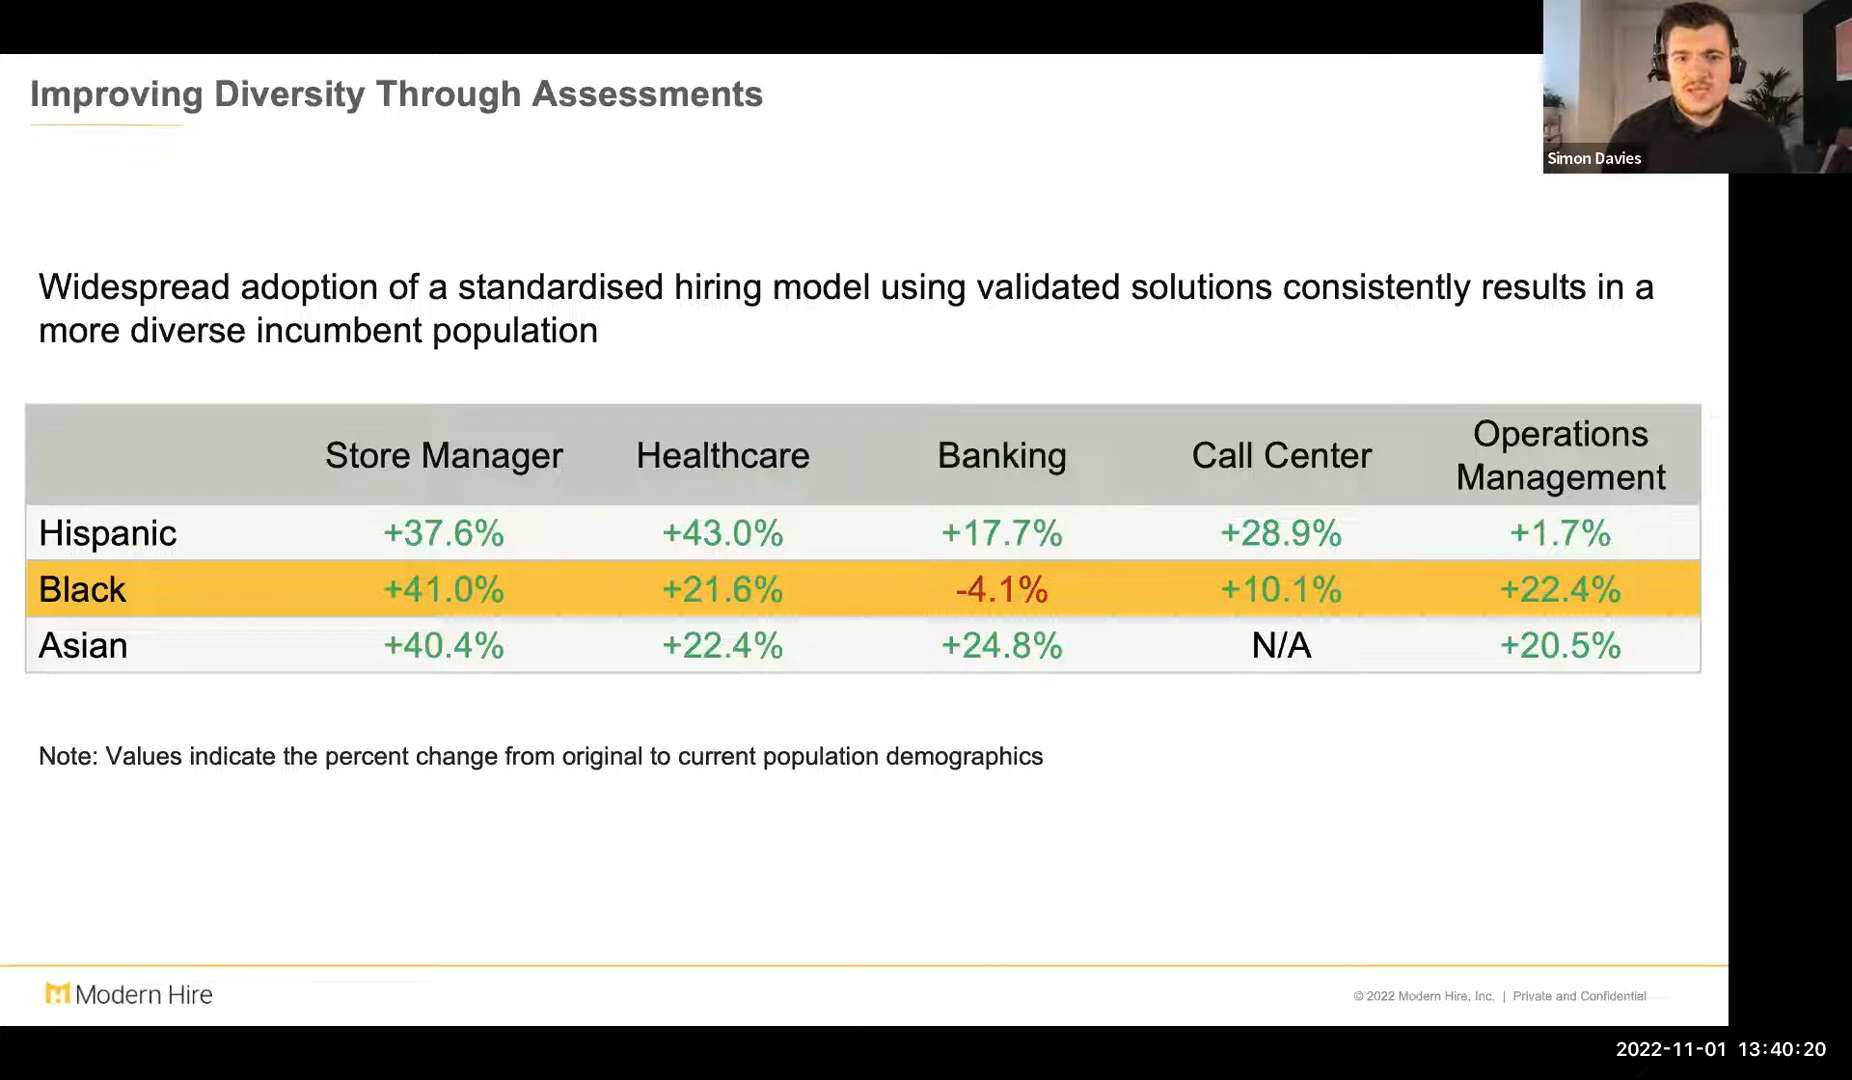 Improving Diversity Through Assessments
Simon Davies
Widespread adoption of a standardised hiring model using validated solutions consistently results in a
more diverse incumbent population
Store Manager Healthcare Banking Call Center Operations Management
Hispanic +37.6% +43.0% +17.7% +28.9% +1.7%
Black +41.0% +21.6% -4.1% +10.1% +22.4%
Asian +40.4% +22.4% +24.8% N/A +20.5%
Note: Values indicate the percent change from original to current population demographics
Modern Hire
© 2022 Modern Hire, Inc. | Private and Confidential
2022-11-01 13:40:20